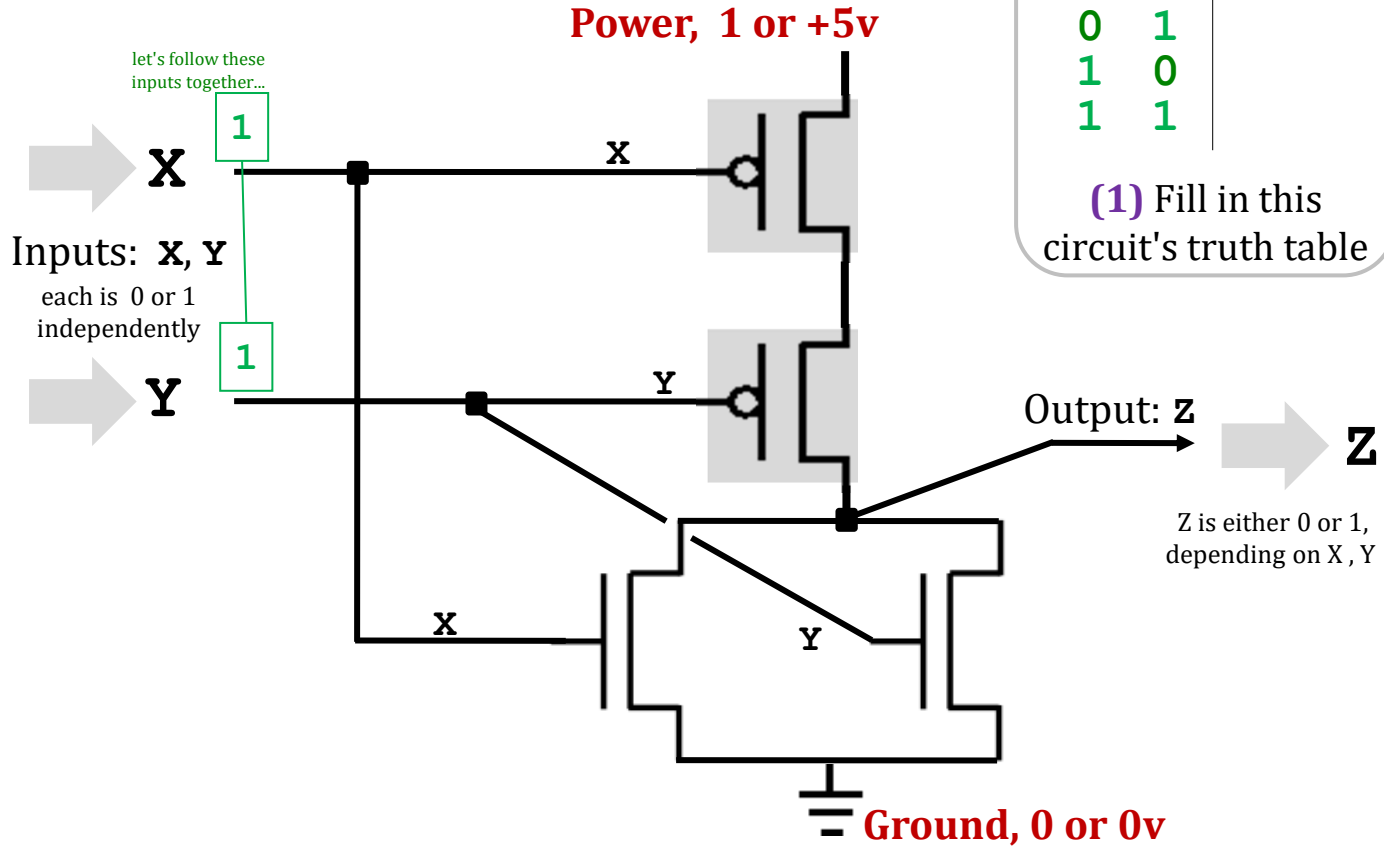 Power, 1 or +5v
let's follow these
inputs together...
0 1
1 0
1 1
(1) Fill in this
circuit's truth table
1
X
X
Inputs: X, Y
each is 0 or 1
independently
1
Y
Y
Output: Z
Z
Z is either 0 or 1,
depending on X , Y
X
Y
Ground, 0 or 0v